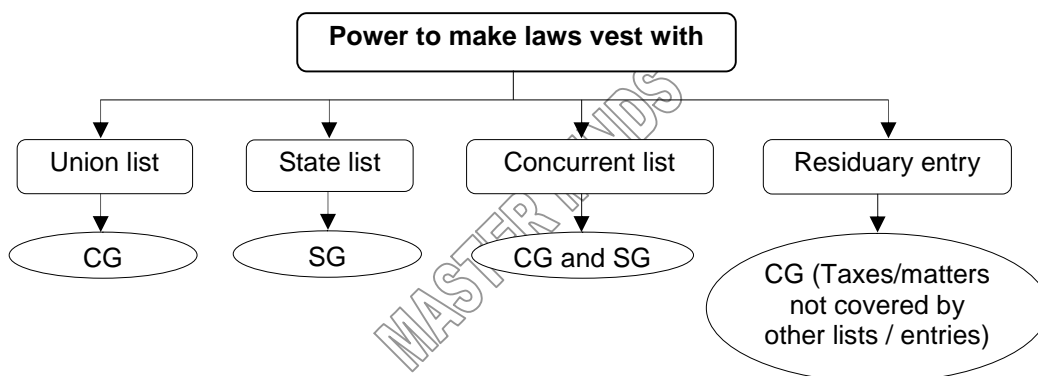 Power to make laws vest with
Union list
State list
Concurrent list
Residuary entry
CG
SG
CG and SG
CG (Taxes/matters
not covered by
other lists / entries)
MASTER MINDS